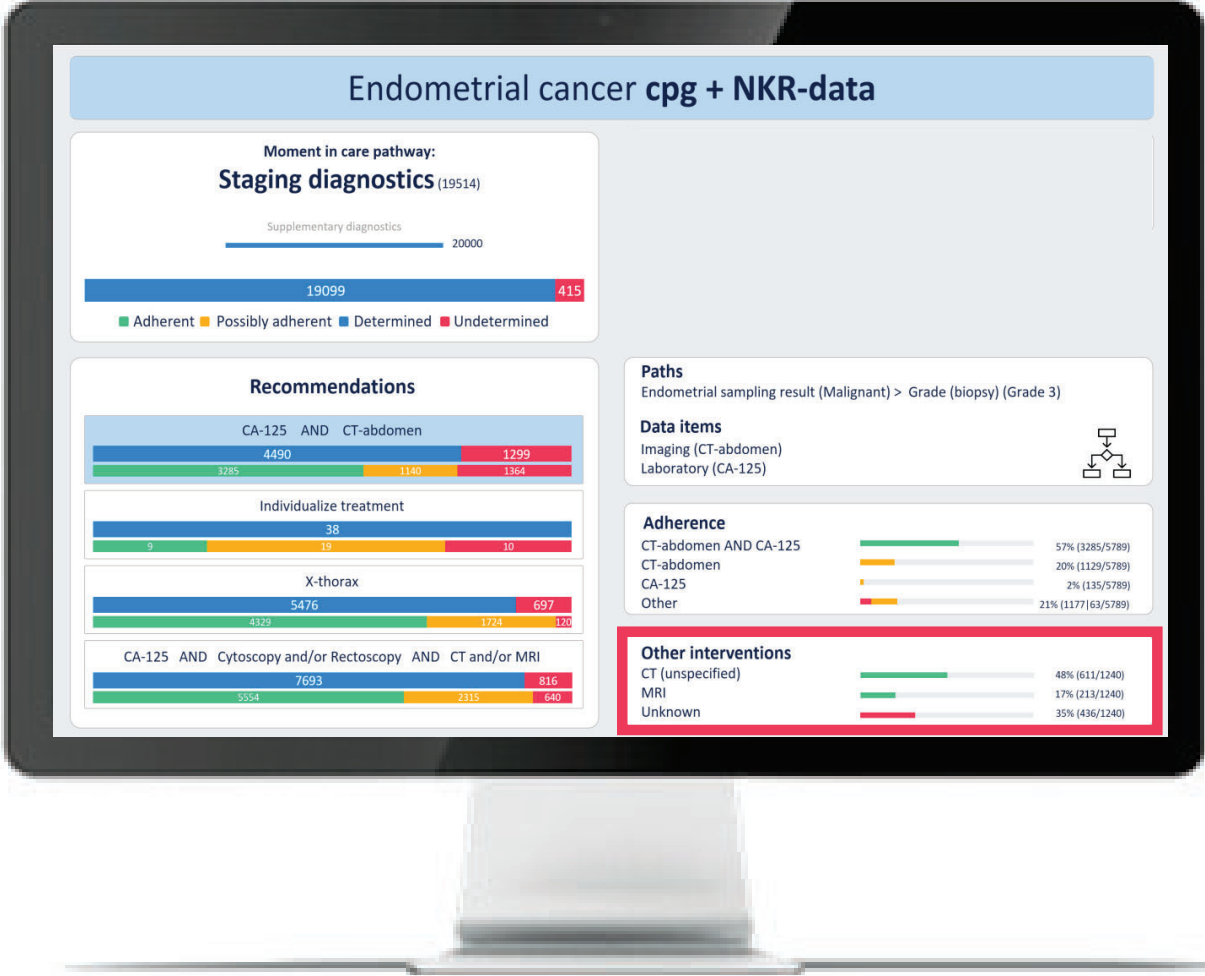 Endometrial cancer cpg + NKR-data
Moment in care pathway:
Staging diagnostics (19514)
Supplementary diagnostics
20000
19099 415
Adherent Possibly adherent Determined Undetermined
Recommendations
CA-125 AND CT-abdomen
4490 1299
3285 1140 1364
Individualize treatment
38
9 19 10
X-thorax
5476 697
4329 1724 120
CA-125 AND Cytoscopy and/or Rectoscopy AND CT and/or MRI
7693 816
5554 2315 640
Paths
Endometrial sampling result (Malignant) > Grade (biopsy) (Grade 3)
Data items
Imaging (CT-abdomen)
Laboratory (CA-125)
Adherence
CT-abdomen AND CA-125 57% (3285/5789)
CT-abdomen 20% (1129/5789)
CA-125 2% (135/5789)
Other 21% (1177|63/5789)
Other interventions
CT (unspecified) 48% (611/1240)
MRI 17% (213/1240)
Unknown 35% (436/1240)